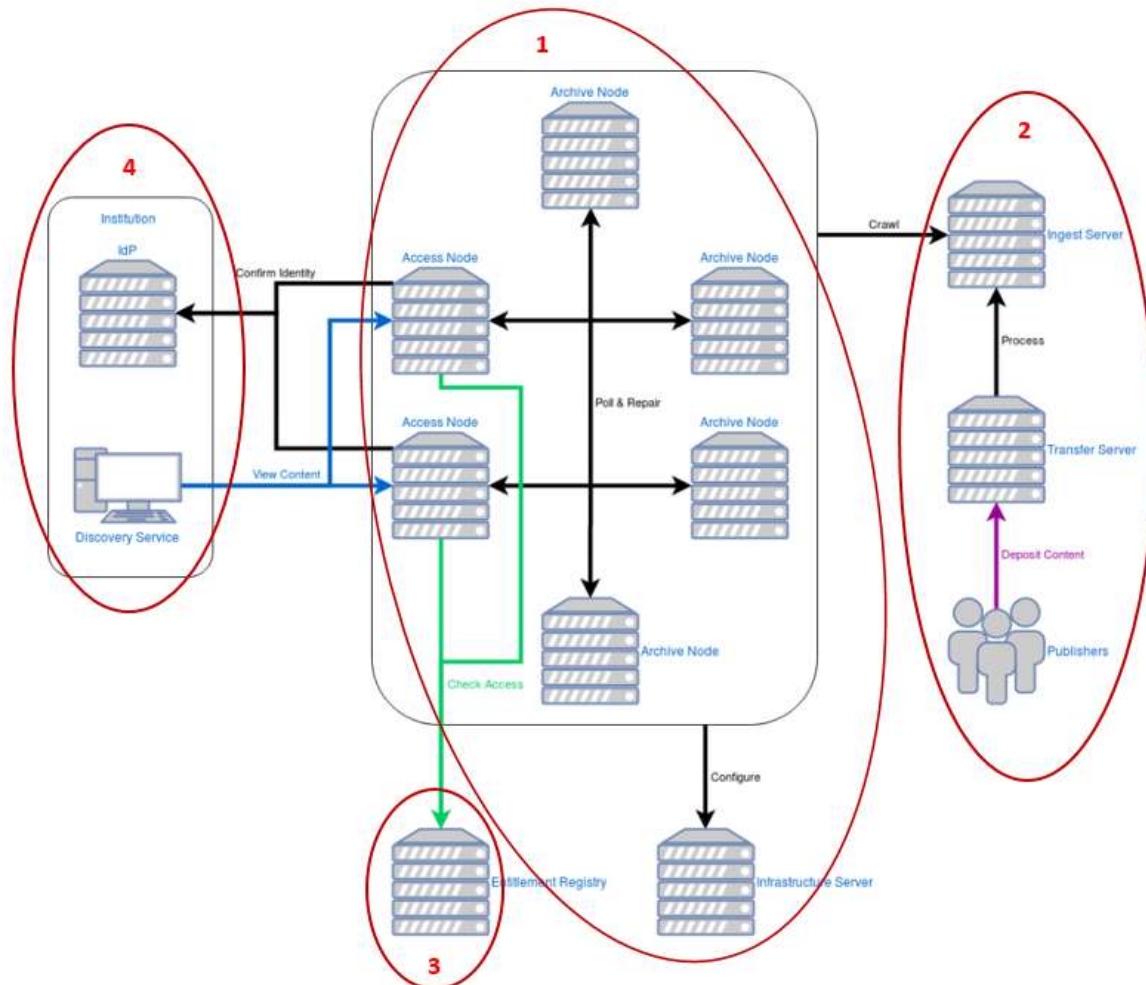 1
Archive Node
2
4
Institution
IdP
Crawl
Ingest Server
Confirm Identity
Access Node
Archive Node
Process
Poll & Repair
Access Node
Archive Node
Transfer Server
View Content
Discovery Service
Deposit Content
Archive Node
Publishers
Check Access
Configure
Entitlement Registry
Infrastructure Server
3